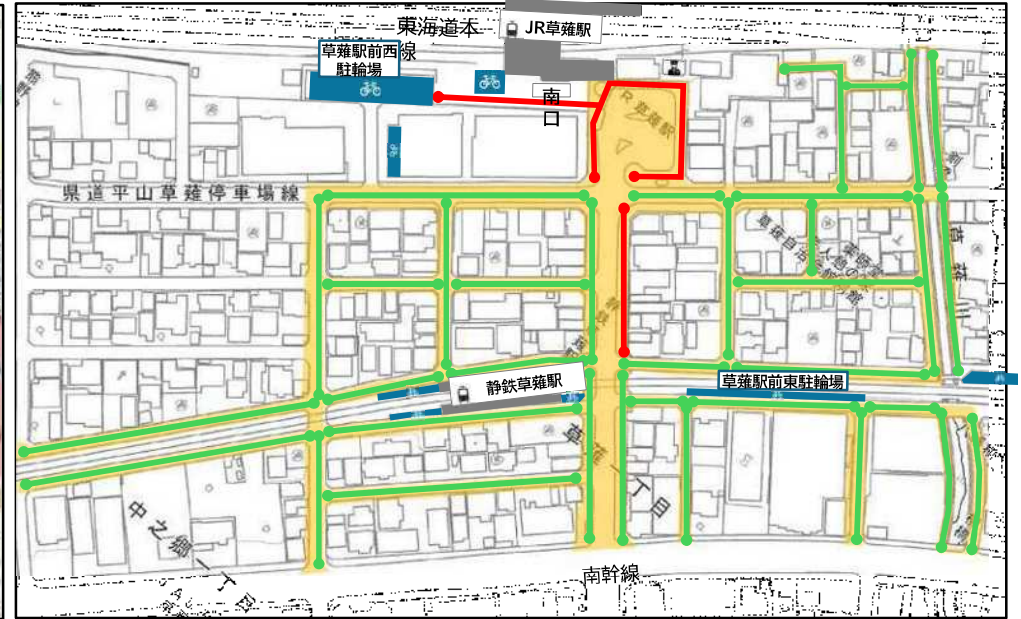 東海道本
線
JR草薙駅
草薙駅前西
駐輪場
南口
JR草薙駅
県道平山草薙停車場線
草薙川
静鉄草薙駅
草薙駅前東駐輪場
草薙一丁目
中之郷一丁目
南幹線